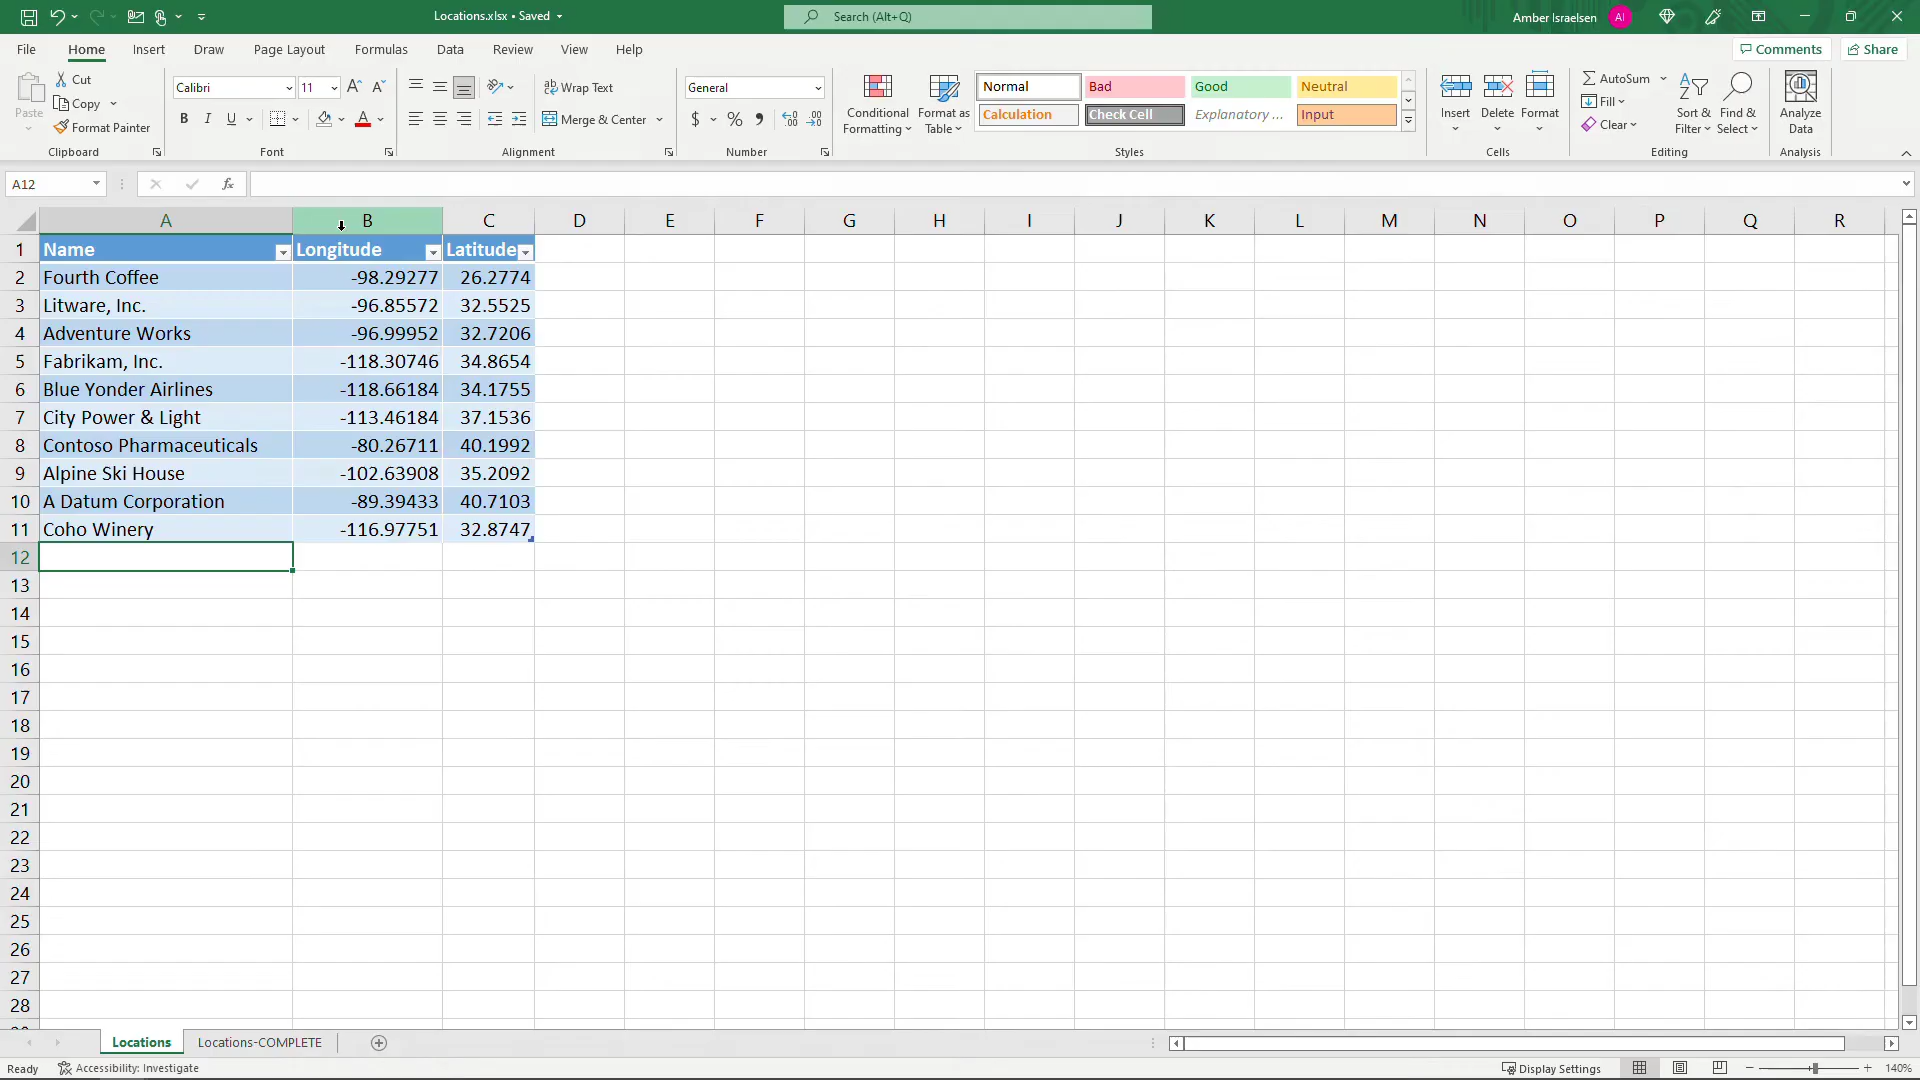 Locations.xlsx • Saved
Search (Alt+Q)
Amber Israelsen
AI
File Home Insert Draw Page Layout Formulas Data Review View Help
Comments Share
Paste
Cut
Copy
Format Painter
Clipboard
Calibri 11
B I U
Font
Wrap Text
Merge & Center
Alignment
General
$ % 9
Number
Conditional Formatting
Format as Table
Normal Bad Good Neutral
Calculation Check Cell Explanatory ... Input
Styles
Insert Delete Format
Cells
AutoSum
Fill
Clear
Sort & Filter
Find & Select
Editing
Analyze Data
Analysis
A12
fx
A B C D E F G H I J K L M N O P Q R
1 Name Longitude Latitude
2 Fourth Coffee -98.29277 26.2774
3 Litware, Inc. -96.85572 32.5525
4 Adventure Works -96.99952 32.7206
5 Fabrikam, Inc. -118.30746 34.8654
6 Blue Yonder Airlines -118.66184 34.1755
7 City Power & Light -113.46184 37.1536
8 Contoso Pharmaceuticals -80.26711 40.1992
9 Alpine Ski House -102.63908 35.2092
10 A Datum Corporation -89.39433 40.7103
11 Coho Winery -116.97751 32.8747
12
13
14
15
16
17
18
19
20
21
22
23
24
25
26
27
28
Locations Locations-COMPLETE
Ready Accessibility: Investigate
Display Settings
140%